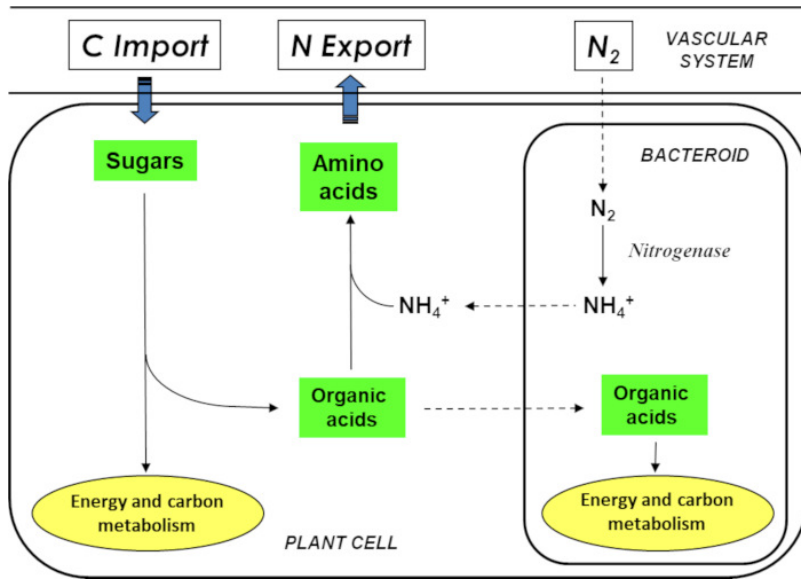 C Import
N Export
N₂
VASCULAR
SYSTEM
Sugars
Amino
acids
BACTEROID
N₂
Nitrogenase
NH₄⁺
NH₄⁺
Organic
acids
Organic
acids
Energy and carbon
metabolism
Energy and carbon
metabolism
PLANT CELL